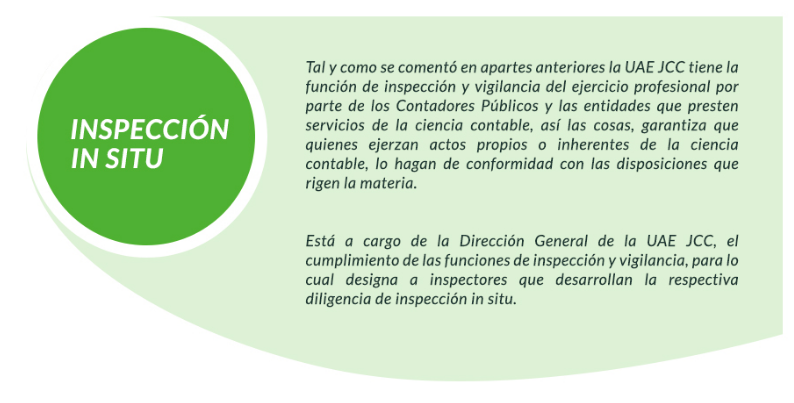 INSPECCIÓN
IN SITU
Tal y como se comentó en apartes anteriores la UAE JCC tiene la
función de inspección y vigilancia del ejercicio profesional por
parte de los Contadores Públicos y las entidades que presten
servicios de la ciencia contable, así las cosas, garantiza que
quienes ejerzan actos propios o inherentes de la ciencia
contable, lo hagan de conformidad con las disposiciones que
rigen la materia.
Está a cargo de la Dirección General de la UAE JCC, el
cumplimiento de las funciones de inspección y vigilancia, para lo
cual designa a inspectores que desarrollan la respectiva
diligencia de inspección in situ.